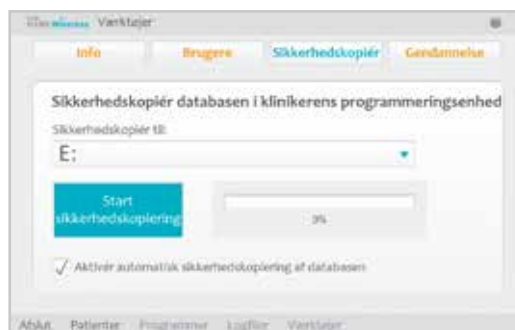 Værktøjer
Info Brugere Sikkerhedskopiér Gendannelse
Sikkerhedskopiér databasen i klinikerens programmeringsenhed
Sikkerhedskopiér til:
E:
Start
sikkerhedskopiering
Aktivér automatisk sikkerhedskopiering af databasen
Afslut Patienter Programmer Logfiler Værktøjer